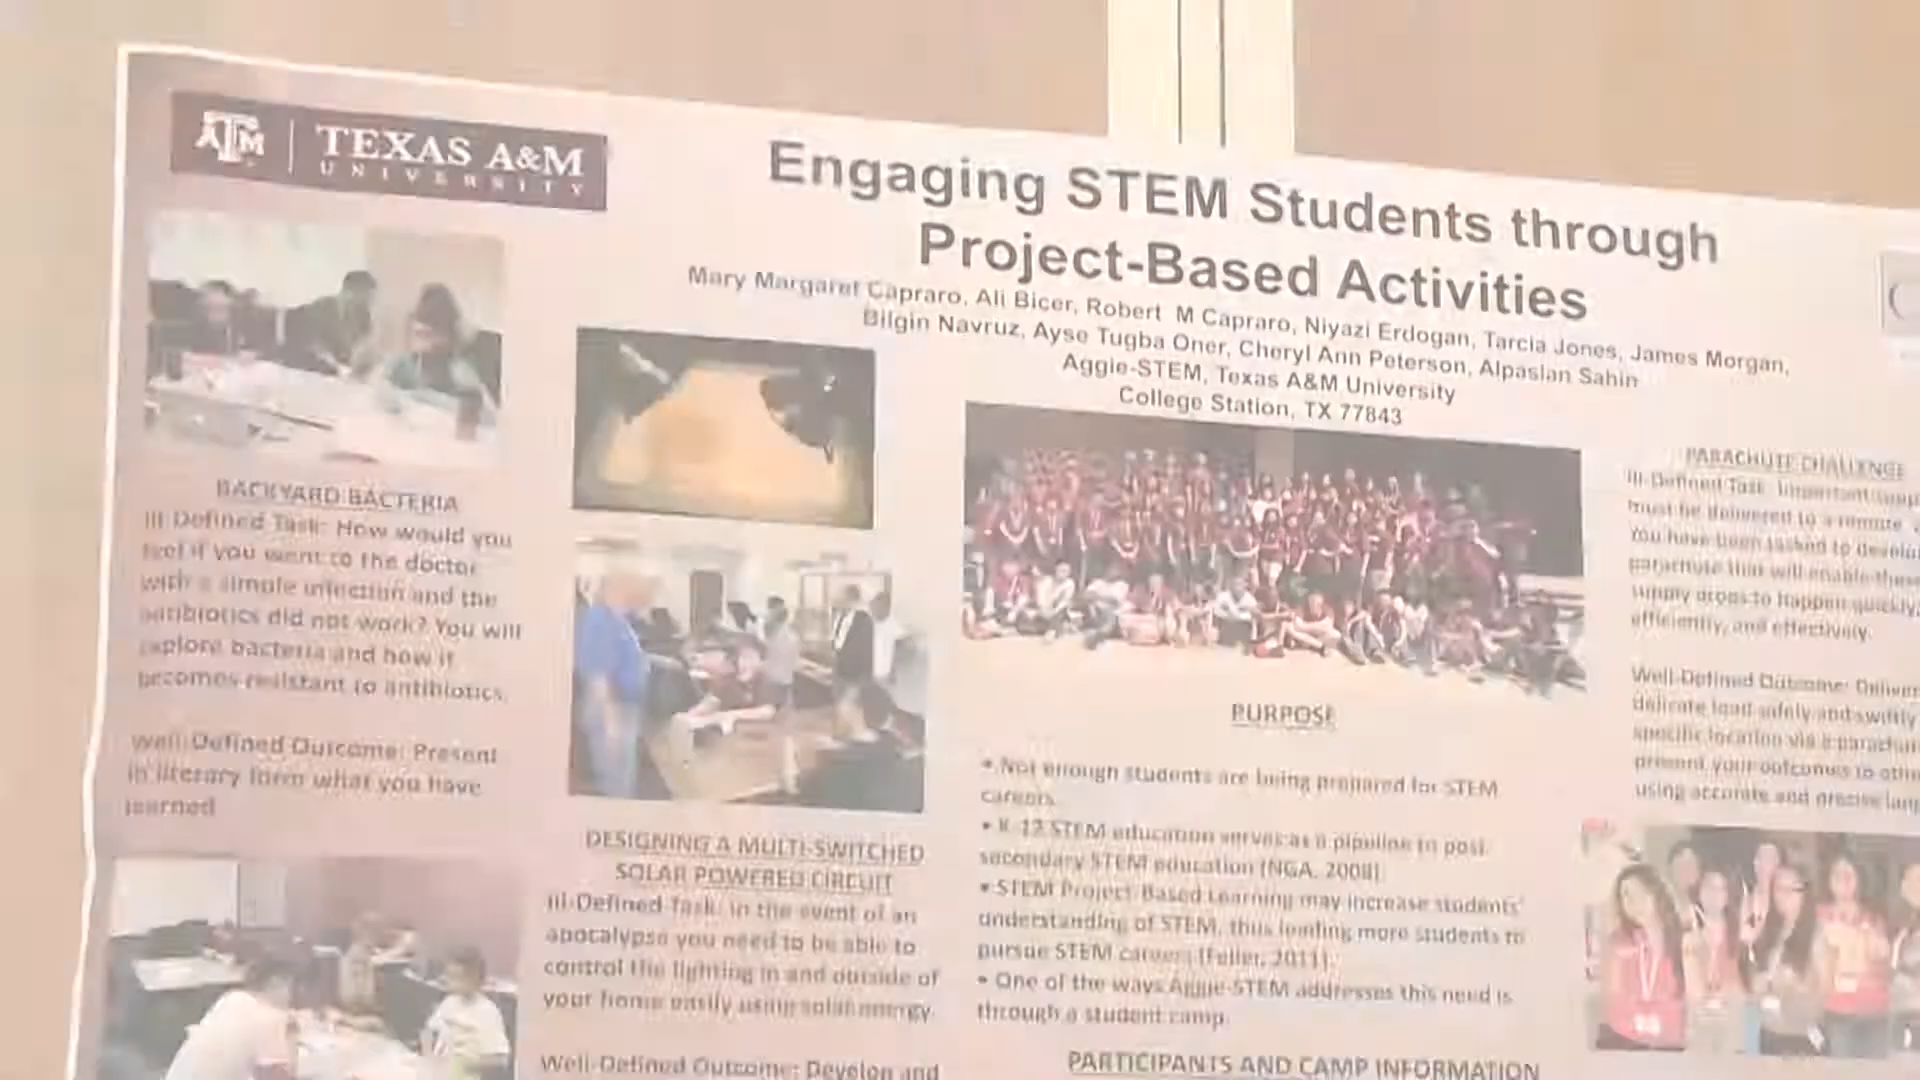 ATM
TEXAS A&M
UNIVERSITY
Engaging STEM Students through
Project-Based Activities
Mary Margaret Capraro, Ali Bicer, Robert M Capraro, Niyazi Erdogan, Tarcia Jones, James Morgan,
Bilgin Navruz, Ayse Tugba Oner, Cheryl Ann Peterson, Alpaslan Sahin
Aggie-STEM, Texas A&M University
College Station, TX 77843
BACKYARD BACTERIA
Ill-Defined Task: How would you
feel if you went to the doctor
with a simple infection and the
antibiotics did not work? You will
explore bacteria and how it
becomes resistant to antibiotics.
Well-Defined Outcome: Present
in literary form what you have
learned
DESIGNING A MULTI-SWITCHED
SOLAR POWERED CIRCUIT
Ill-Defined Task: In the event of an
apocalypse you need to be able to
control the lighting in and outside of
your home easily using solar energy.
Well-Defined Outcome: Develop and
PURPOSE
• Not enough students are being prepared for STEM
careers.
• K-12 STEM education serves as a pipeline to post
secondary STEM education (NGA, 2008).
• STEM Project-Based Learning may increase students'
understanding of STEM, thus leading more students to
pursue STEM careers (Feller, 2011).
• One of the ways Aggie-STEM addresses this need is
through a student camp.
PARTICIPANTS AND CAMP INFORMATION
PARACHUTE CHALLENGE
Ill-Defined Task: Important
must be delivered to a remote
You have been tasked to
parachute that will enable these
supply drops to happen quickly,
efficiently, and effectively.
Well-Defined Outcome:
delicate load safely and swiftly
specific location via a
present your outcomes to
using accurate and precise